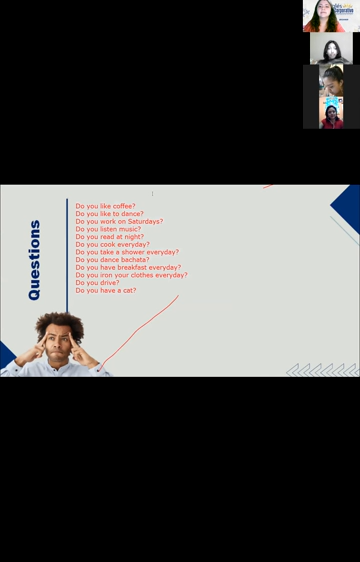 Corporativo
Questions
Do you like coffee?
Do you like to dance?
Do you work on Saturdays?
Do you listen music?
Do you read at night?
Do you cook everyday?
Do you take a shower everyday?
Do you dance bachata?
Do you have breakfast everyday?
Do you iron your clothes everyday?
Do you drive?
Do you have a cat?